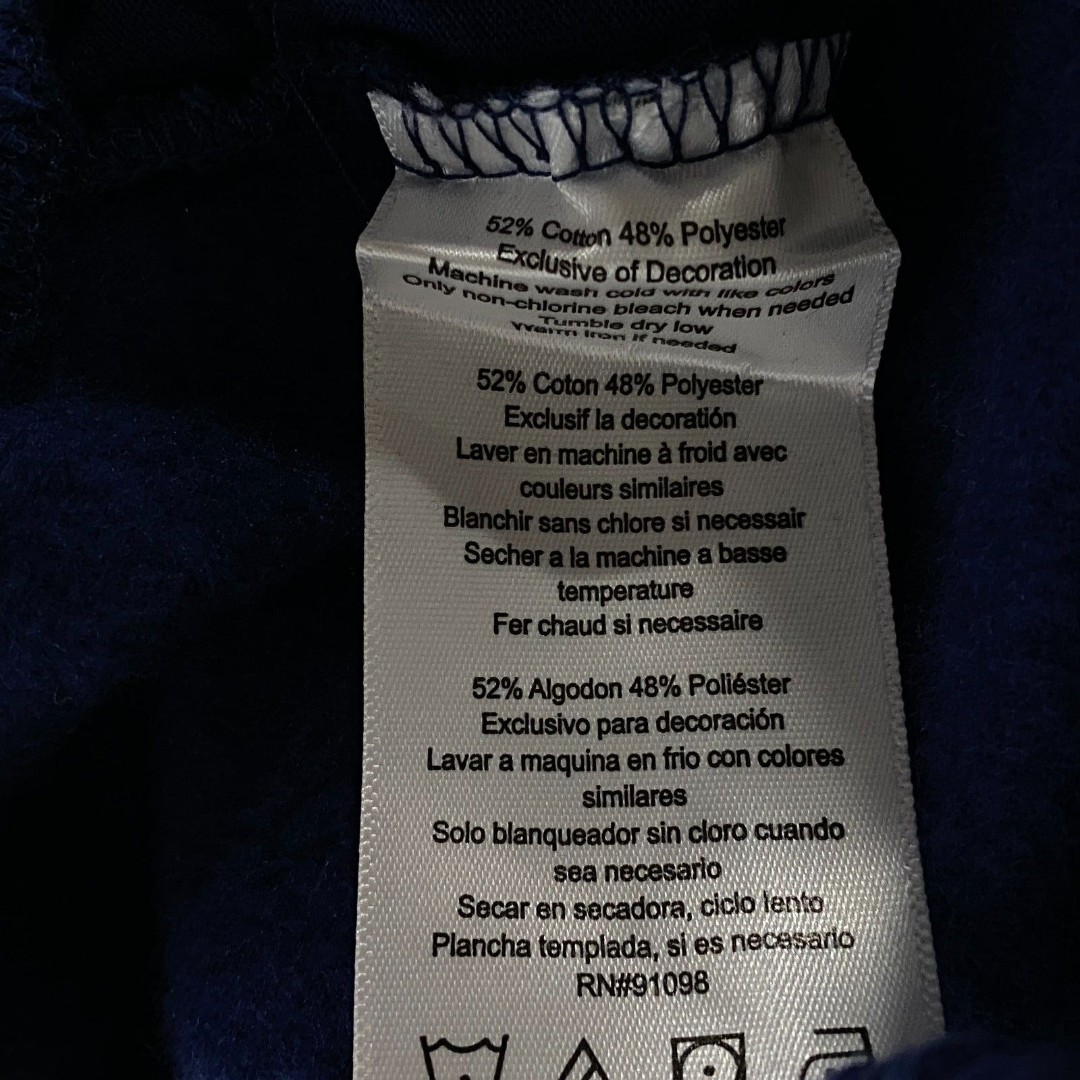 52% Cotton 48% Polyester
Exclusive of Decoration
Machine wash cold with like colors
Only non-chlorine bleach when needed
Tumble dry low
Warm iron if needed
52% Coton 48% Polyester
Exclusif la decoratión
Laver en machine à froid avec
couleurs similaires
Blanchir sans chlore si necessair
Secher a la machine a basse
temperature
Fer chaud si necessaire
52% Algodon 48% Poliéster
Exclusivo para decoración
Lavar a maquina en frio con colores
similares
Solo blanqueador sin cloro cuando
sea necesario
Secar en secadora, ciclo lento
Plancha templada, si es necesario
RN#91098